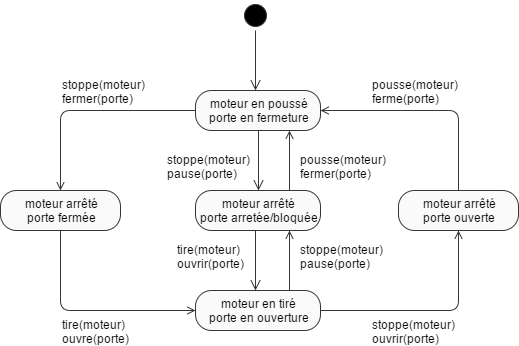 stoppe(moteur)
fermer(porte)
pousse(moteur)
ferme(porte)
moteur en poussé
porte en fermeture
stoppe(moteur)
pause(porte)
pousse(moteur)
fermer(porte)
moteur arrêté
porte fermée
moteur arrêté
porte arretée/bloquée
moteur arrêté
porte ouverte
tire(moteur)
ouvrir(porte)
stoppe(moteur)
pause(porte)
moteur en tiré
porte en ouverture
tire(moteur)
ouvre(porte)
stoppe(moteur)
ouvrir(porte)